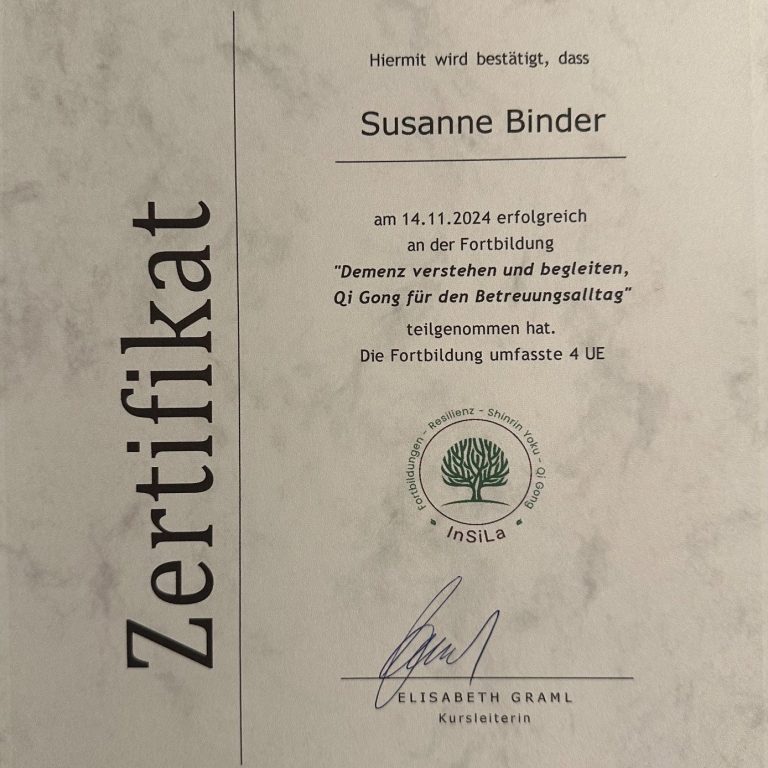 Zertifikat
Hiermit wird bestätigt, dass
Susanne Binder
am 14.11.2024 erfolgreich
an der Fortbildung
"Demenz verstehen und begleiten,
Qi Gong für den Betreuungsalltag"
teilgenommen hat.
Die Fortbildung umfasste 4 UE
Fortbildungen - Resilienz - Shinrin Yoku - Qi Gong
InSiLa
ELISABETH GRAML
Kursleiterin